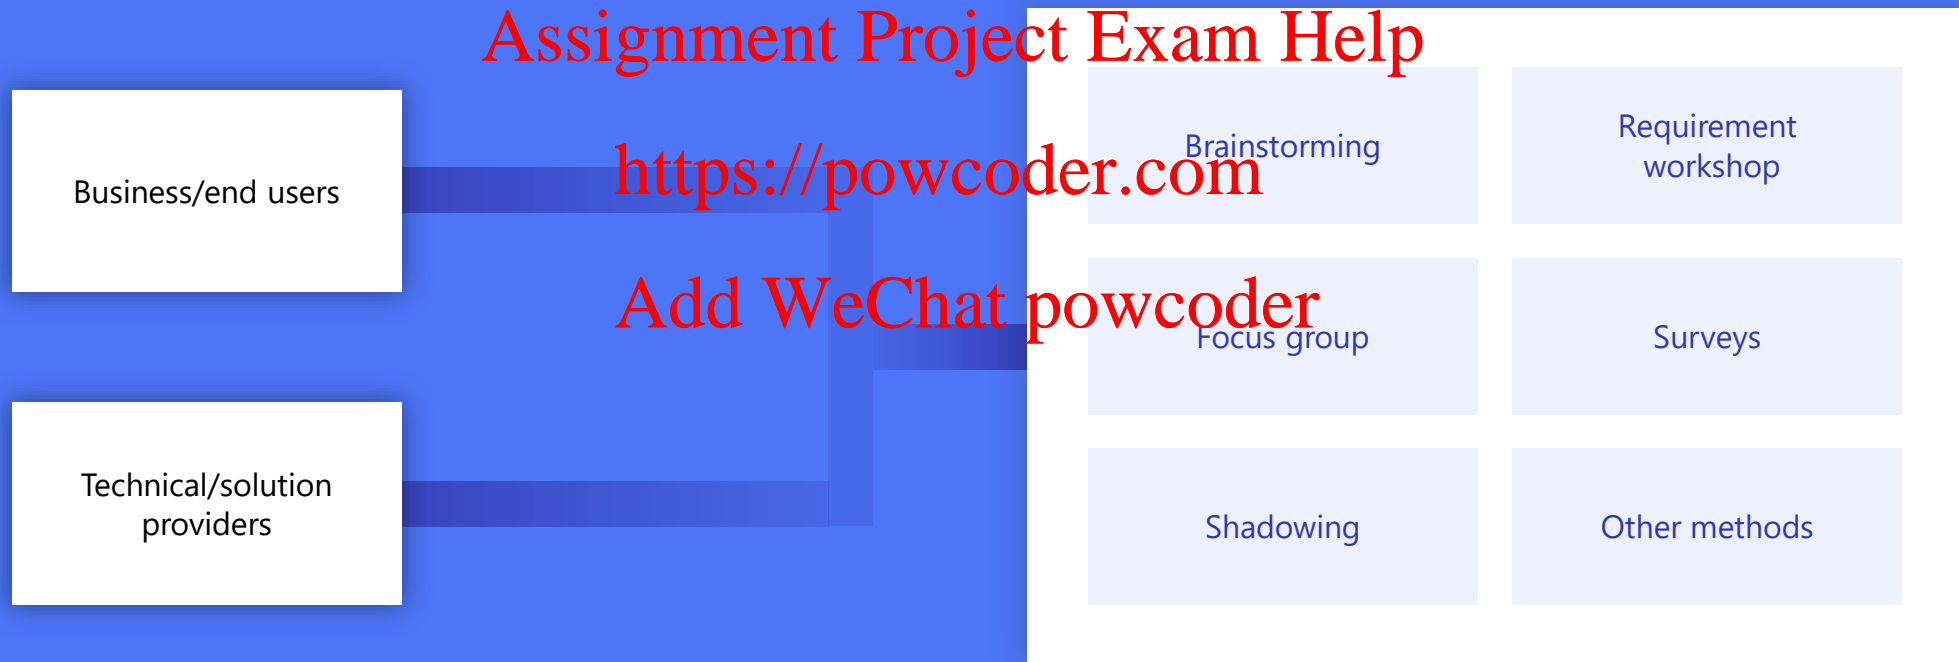 Assignment Project Exam Help
Business/end users
https://powcoder.com
Brainstorming
Requirement
workshop
Add WeChat powcoder
Focus group
Surveys
Technical/solution
providers
Shadowing
Other methods